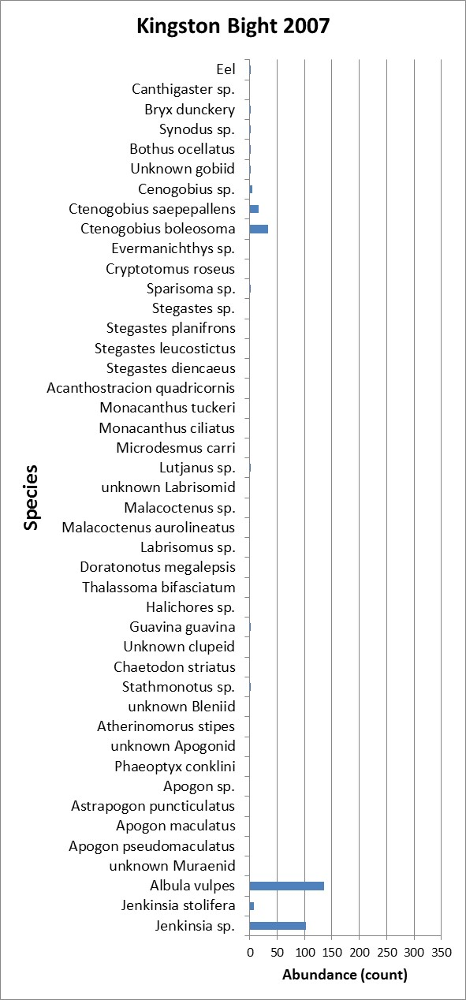 Kingston Bight 2007
Eel
Canthigaster sp.
Bryx dunckery
Synodus sp.
Bothus ocellatus
Unknown gobiid
Cenogobius sp.
Ctenogobius saepepallens
Ctenogobius boleosoma
Evermanichthys sp.
Cryptotomus roseus
Sparisoma sp.
Stegastes sp.
Stegastes planifrons
Stegastes leucostictus
Stegastes diencaeus
Acanthostracion quadricornis
Monacanthus tuckeri
Monacanthus ciliatus
Microdesmus carri
Lutjanus sp.
unknown Labrisomid
Malacoctenus sp.
Malacoctenus aurolineatus
Labrisomus sp.
Doratonotus megalepsis
Thalassoma bifasciatum
Halichores sp.
Guavina guavina
Unknown clupeid
Chaetodon striatus
Stathmonotus sp.
unknown Bleniid
Atherinomorus stipes
unknown Apogonid
Phaeoptyx conklini
Apogon sp.
Astrapogon puncticulatus
Apogon maculatus
Apogon pseudomaculatus
unknown Muraenid
Albula vulpes
Jenkinsia stolifera
Jenkinsia sp.
Species
0 50 100 150 200 250 300 350
Abundance (count)